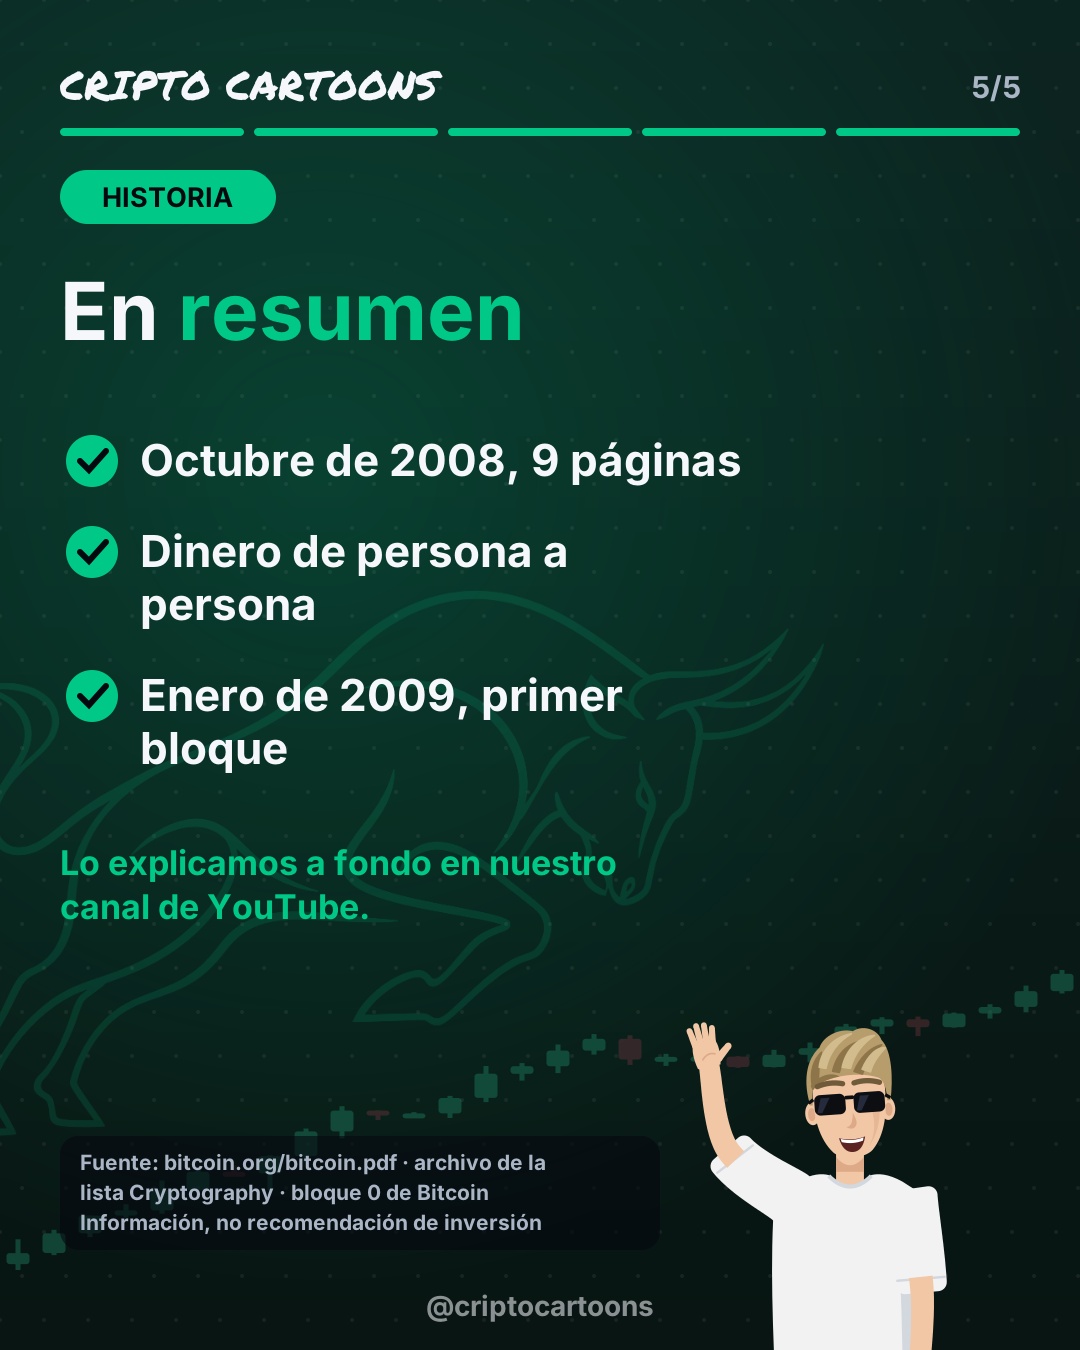 CRIPTO CARTOONS
5/5
HISTORIA
En resumen
Octubre de 2008, 9 páginas
Dinero de persona a
persona
Enero de 2009, primer
bloque
Lo explicamos a fondo en nuestro
canal de YouTube.
Fuente: bitcoin.org/bitcoin.pdf · archivo de la
lista Cryptography · bloque 0 de Bitcoin
Información, no recomendación de inversión
@criptocartoons